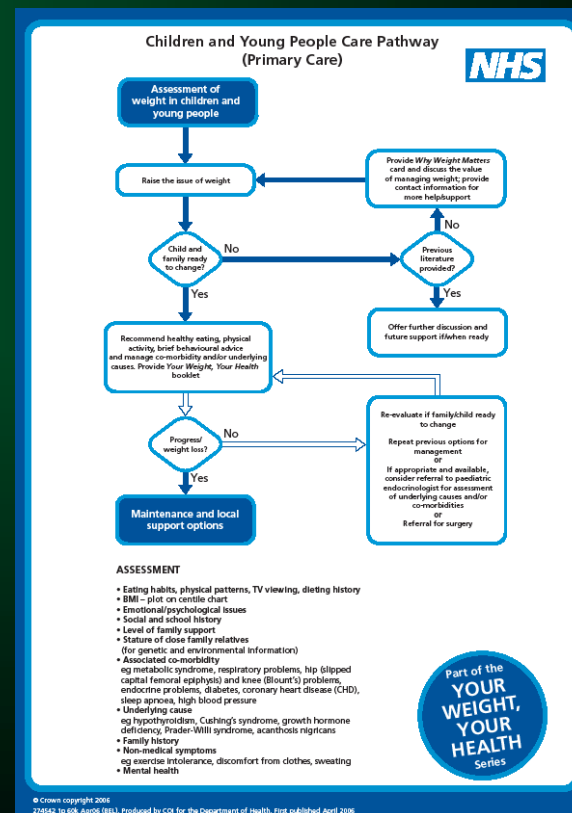 Children and Young People Care Pathway
(Primary Care)
NHS
Assessment of
weight in children and
young people
Raise the issue of weight
Provide Why Weight Matters
card and discuss the value
of managing weight; provide
contact information for
more help/support
No
Child and
family ready
to change?
No
Previous
literature
provided?
Yes
Yes
Recommend healthy eating, physical
activity, brief behavioural advice
and manage co-morbidity and/or underlying
causes. Provide Your Weight, Your Health
booklet
Offer further discussion and
future support if/when ready
Progress/
weight loss?
No
Re-evaluate if family/child ready
to change
Repeat previous options for
management
or
If appropriate and available,
consider referral to paediatric
endocrinologist for assessment
of underlying causes and/or
co-morbidities
or
Referral for surgery
Yes
Maintenance and local
support options
ASSESSMENT
• Eating habits, physical patterns, TV viewing, dieting history
• BMI – plot on centile chart
• Emotional/psychological issues
• Social and school history
• Level of family support
• Stature of close family relatives
(for genetic and environmental information)
• Associated co-morbidity
eg metabolic syndrome, respiratory problems, hip (slipped
capital femoral epiphysis) and knee (Blount's) problems,
endocrine problems, diabetes, coronary heart disease (CHD),
sleep apnoea, high blood pressure
• Underlying cause
eg hypothyroidism, Cushing's syndrome, growth hormone
deficiency, Prader-Willi syndrome, acanthosis nigricans
• Family history
• Non-medical symptoms
eg exercise intolerance, discomfort from clothes, sweating
• Mental health
Part of the
YOUR
WEIGHT,
YOUR
HEALTH
Series
© Crown copyright 2006
274542 1p 60k Apr06 (BEL). Produced by COI for the Department of Health. First published April 2006